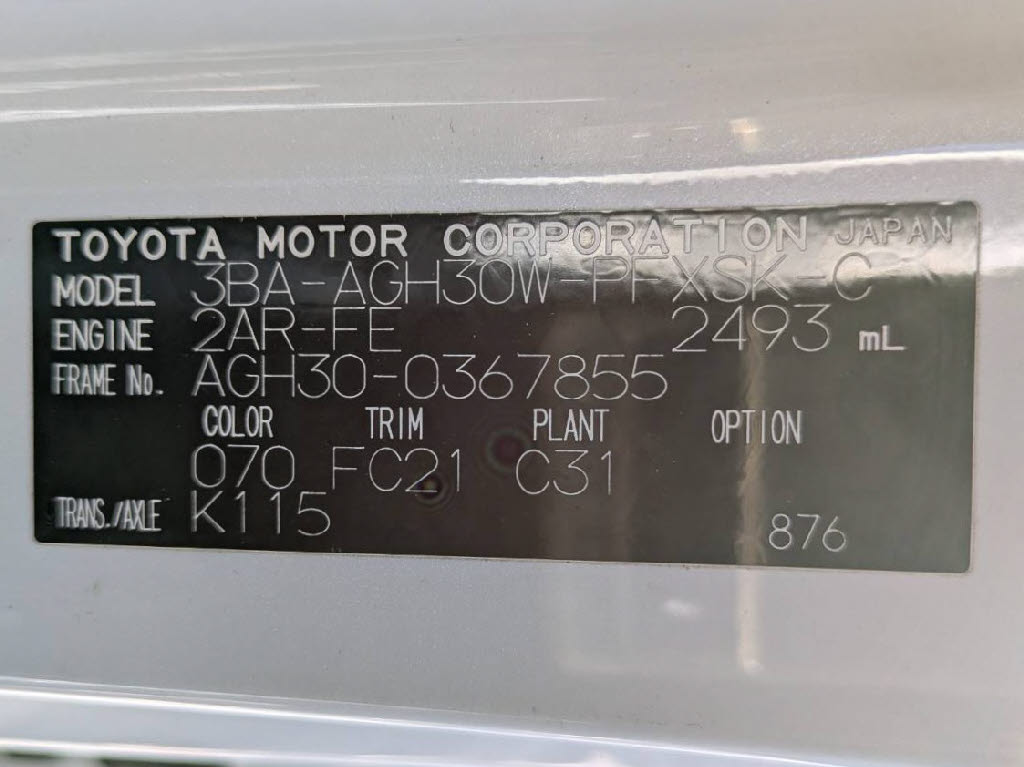 TOYOTA MOTOR CORPORATION JAPAN
MODEL 3BA-AGH30W-PFXSK-C
ENGINE 2AR-FE 2493 mL
FRAME No. AGH30-0367855
COLOR TRIM PLANT OPTION
070 FC21 C31
TRANS./AXLE K115 876